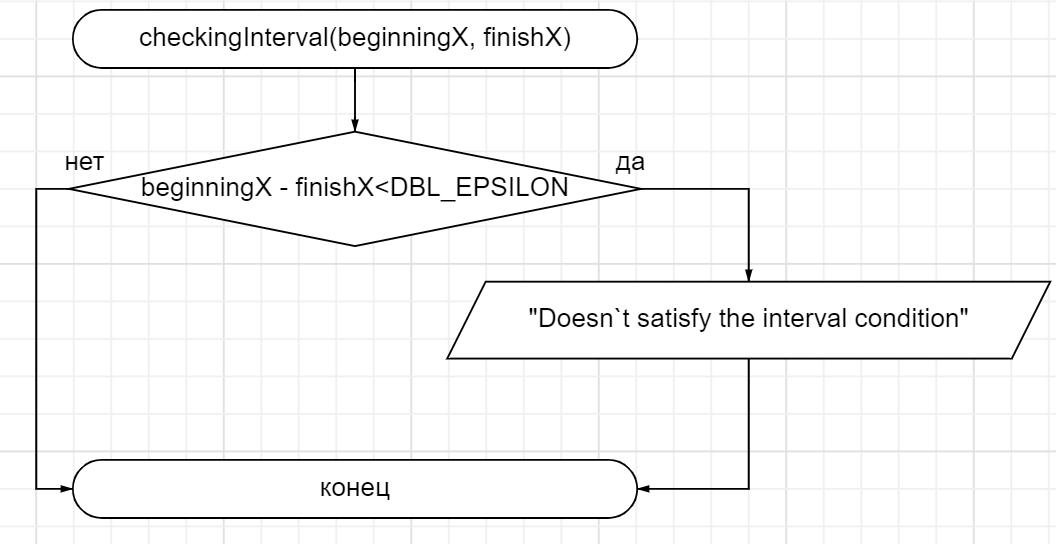 checkingInterval(beginningX, finishX)
нет
да
beginningX - finishX<DBL_EPSILON
"Doesn`t satisfy the interval condition"
конец